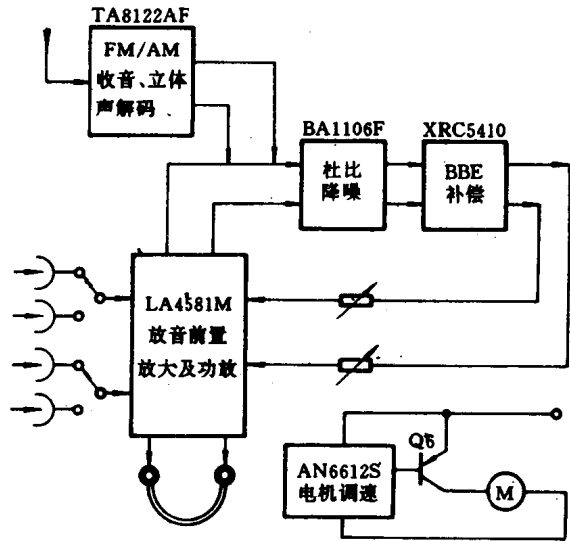 TA8122AF
FM/AM
收音、立体
声解码
BA1106F
杜比
降噪
XRC5410
BBE
补偿
LA4581M
放音前置
放大及功放
Q6
AN6612S
电机调速
M